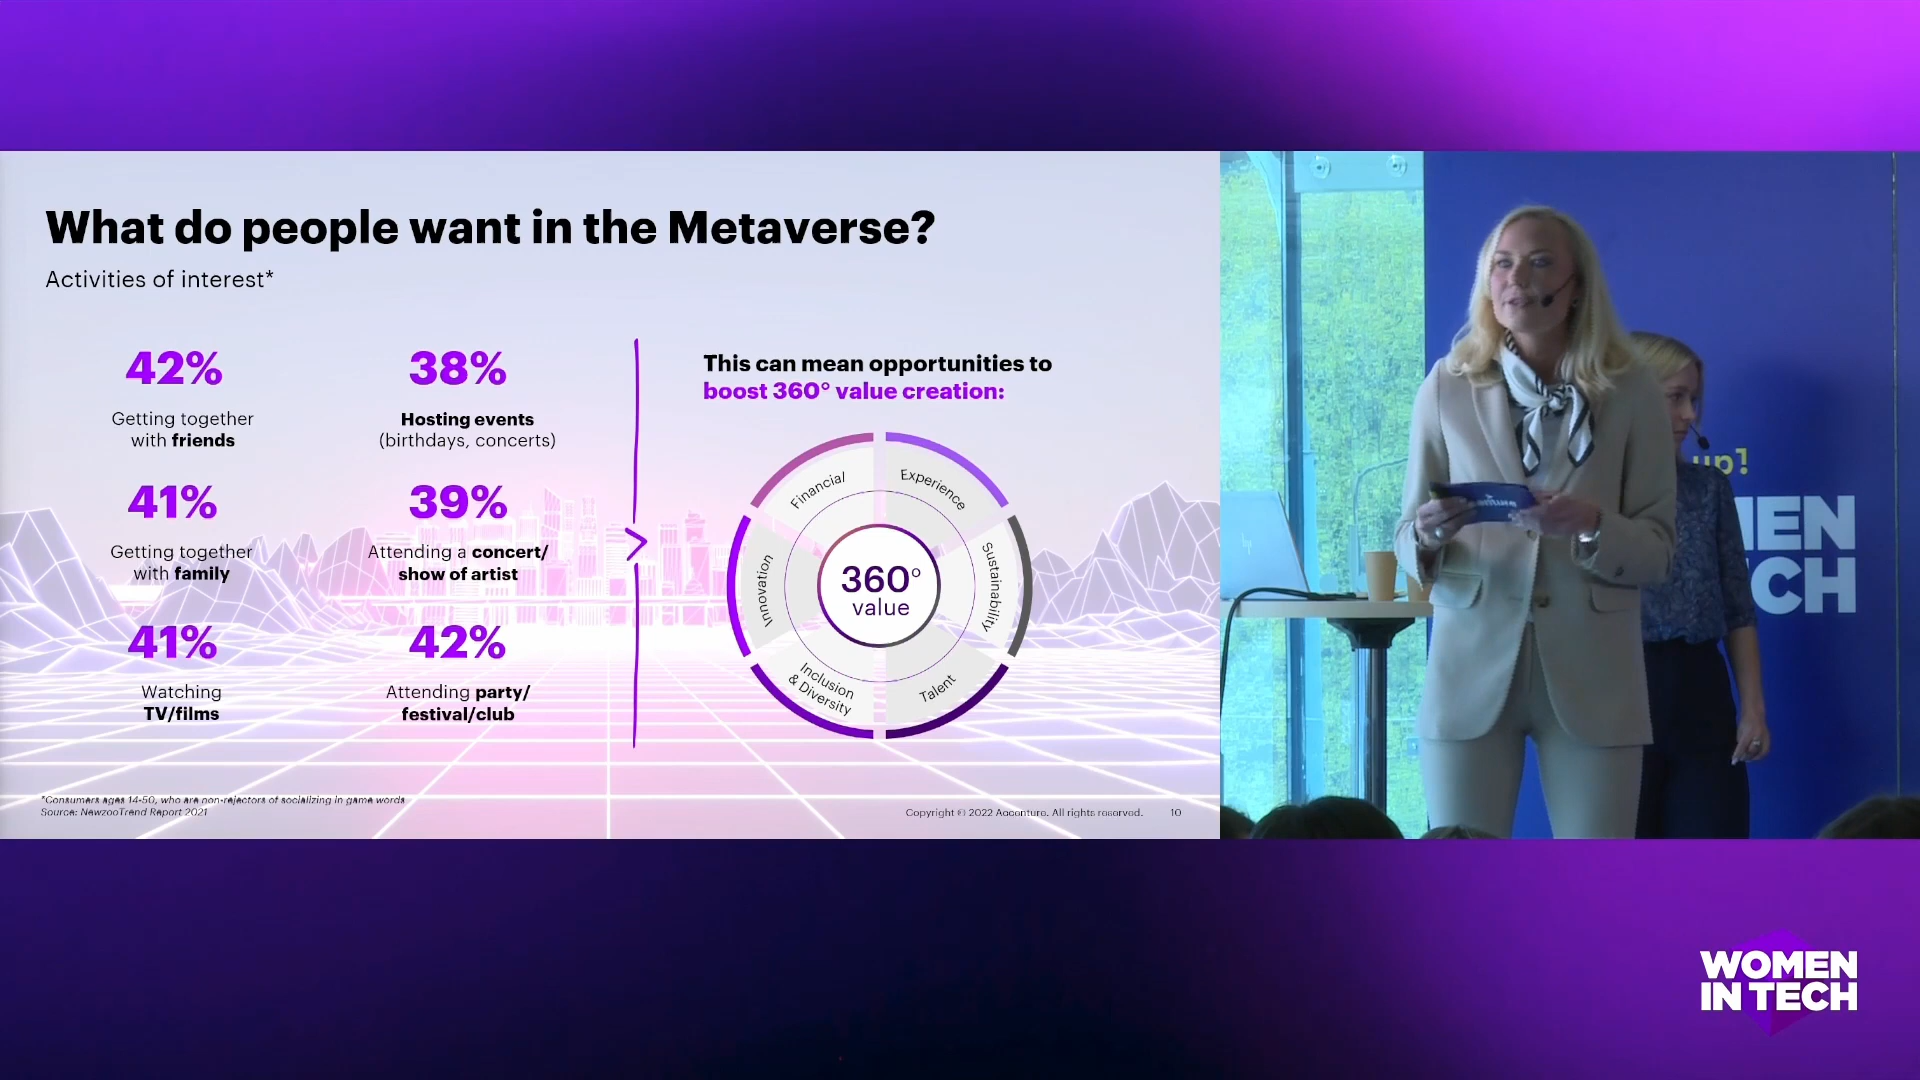 What do people want in the Metaverse?
Activities of interest*
42%
Getting together
with friends
38%
Hosting events
(birthdays, concerts)
41%
Getting together
with family
39%
Attending a concert/
show of artist
41%
Watching
TV/films
42%
Attending party/
festival/club
This can mean opportunities to
boost 360° value creation:
Financial
Experience
Innovation
Sustainability
Inclusion
& Diversity
Talent
360°
value
*Consumers ages 14-50, who are non-rejectors of socializing in game words
Source: NewzooTrend Report 2021
Copyright © 2022 Accenture. All rights reserved.
10
up!
MEN
CH
WOMEN
IN TECH